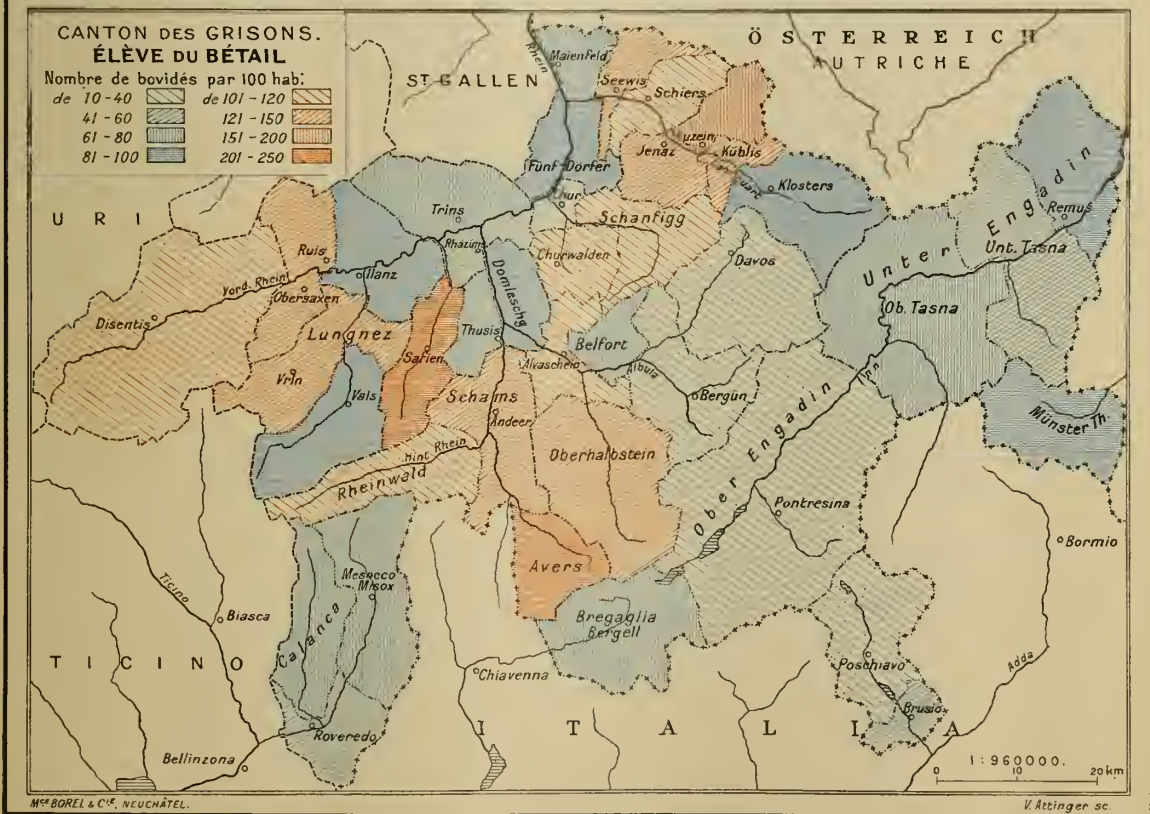 CANTON DES GRISONS.
ÉLÈVE DU BÉTAIL
Nombre de bovidés par 100 hab:
de 10-40
41-60
61-80
81-100
de 101-120
121-150
151-200
201-250
ÖSTERREICH
AUTRICHE
ST GALLEN
URI
TICINO
ITALIA
Rhein
Maienfeld
Seewis
Schiers
Luzein
Jenaz
Küblis
Klosters
Fünf-Dörfer
Chur
Schanfigg
Churwalden
Davos
Trins
Rhäzüns
Domleschg
Ruis
Ilanz
Vord. Rhein
Obersaxen
Disentis
Lungnez
Safien
Thusis
Vrin
Vals
Belfort
Alvaschein
Albula
Bergün
Schams
Andeer
Hint. Rhein
Rheinwald
Oberhalbstein
Avers
Ober Engadin
Inn
Pontresina
Unter Engadin
Remüs
Unt. Tasna
Ob. Tasna
Münster Th.
Bormio
Mesocco
Misox
Calanca
Roveredo
Ticino
Biasca
Bellinzona
Bregaglia
Bergell
Chiavenna
Poschiavo
Brusio
Adda
1:960000.
0 10 20 km
Mce BOREL & Cie, NEUCHÂTEL.
V. Attinger sc.